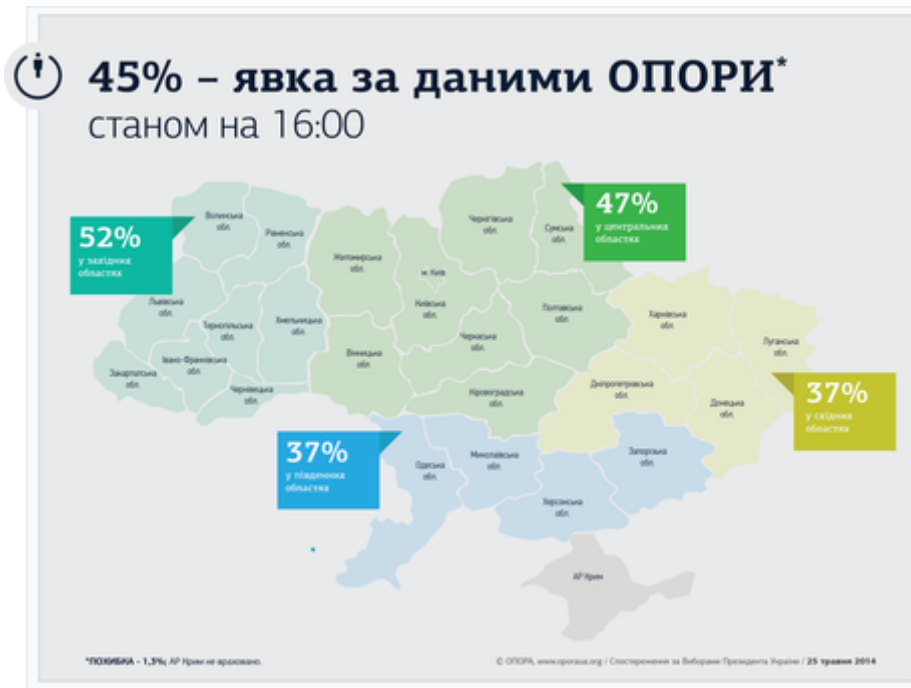 45% – явка за даними ОПОРИ*
станом на 16:00
52%
у західних
областях
47%
у центральних
областях
37%
у східних
областях
37%
у південних
областях
Волинська
обл.
Рівненська
обл.
Житомирська
обл.
м. Київ
Київська
обл.
Чернігівська
обл.
Сумська
обл.
Львівська
обл.
Тернопільська
обл.
Хмельницька
обл.
Івано-Франківська
обл.
Закарпатська
обл.
Чернівецька
обл.
Вінницька
обл.
Черкаська
обл.
Полтавська
обл.
Кіровоградська
обл.
Харківська
обл.
Луганська
обл.
Дніпропетровська
обл.
Донецька
обл.
Одеська
обл.
Миколаївська
обл.
Херсонська
обл.
Запорізька
обл.
АР Крим
*ПОХИБКА – 1,3%; АР Крим не враховано.
© ОПОРА, www.oporaua.org / Спостереження за Виборами Президента України / 25 травня 2014